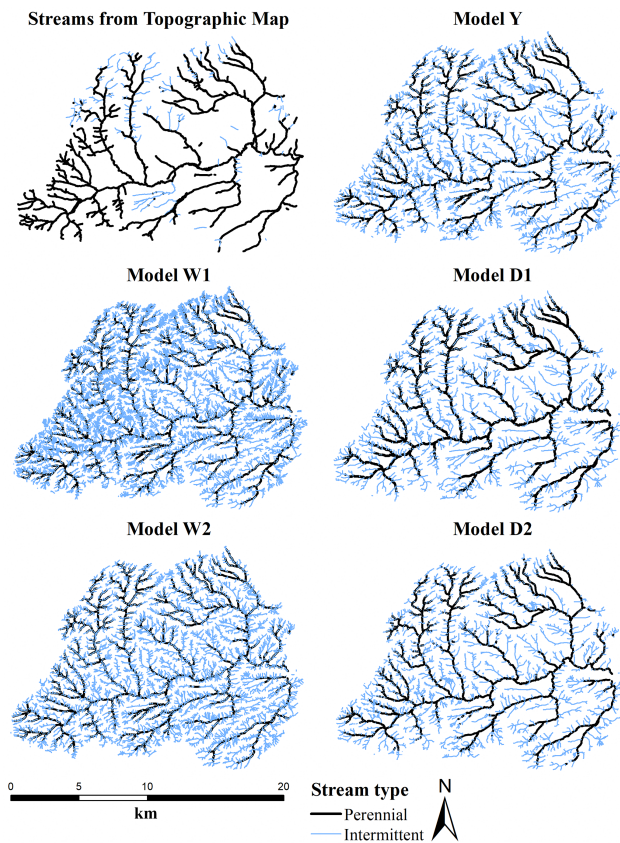 Streams from Topographic Map
Model Y
Model W1
Model D1
Model W2
Model D2
0 5 10 20
km
Stream type
Perennial
Intermittent
N